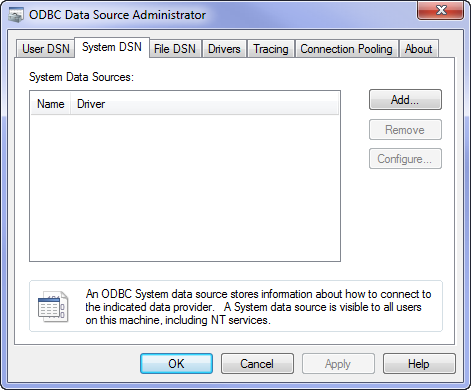 ODBC Data Source Administrator
User DSN System DSN File DSN Drivers Tracing Connection Pooling About
System Data Sources:
Name Driver
Add...
Remove
Configure...
An ODBC System data source stores information about how to connect to
the indicated data provider. A System data source is visible to all users
on this machine, including NT services.
OK Cancel Apply Help